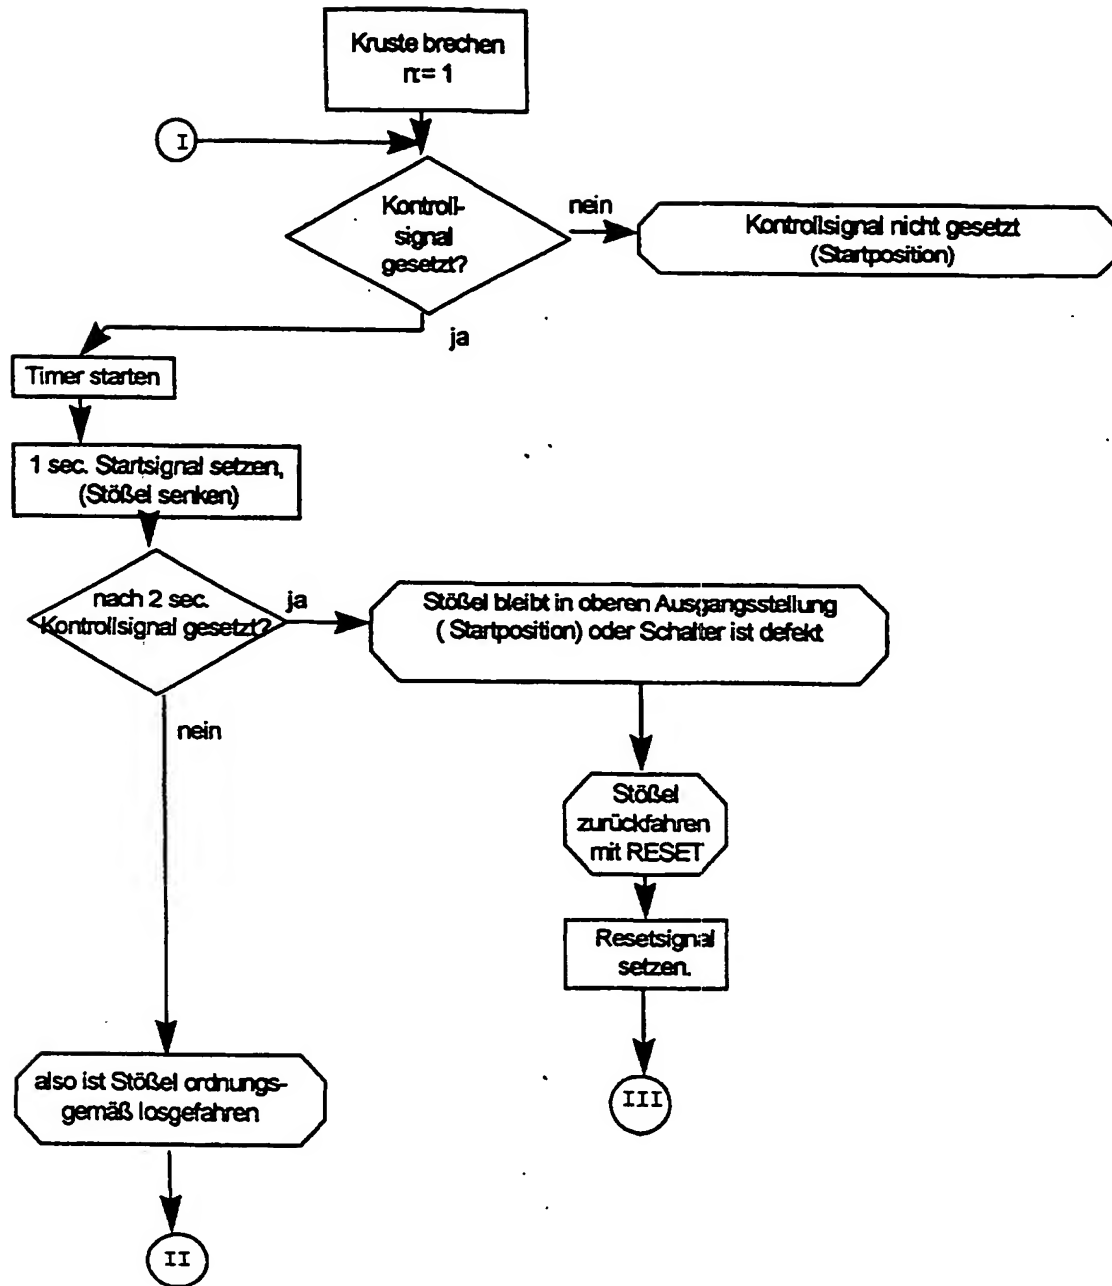 Kruste brechen
n:= 1
I
Kontroll-
signal
gesetzt?
nein
Kontrollsignal nicht gesetzt
(Startposition)
ja
Timer starten
1 sec. Startsignal setzen,
(Stößel senken)
nach 2 sec.
Kontrollsignal gesetzt?
ja
Stößel bleibt in oberen Ausgangsstellung
( Startposition) oder Schalter ist defekt
nein
Stößel
zurückfahren
mit RESET
Resetsignal
setzen.
III
also ist Stößel ordnungs-
gemäß losgefahren
II